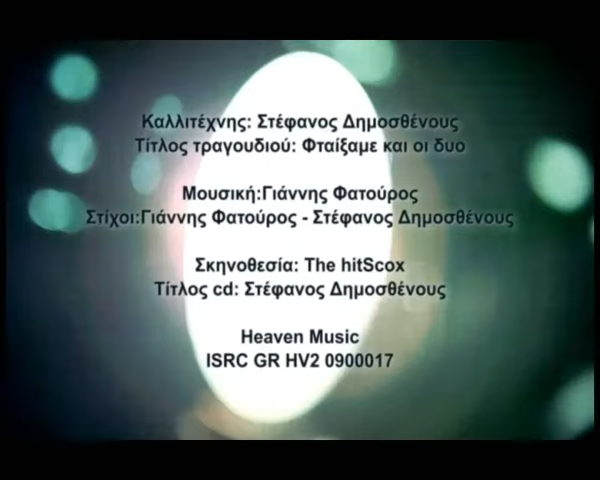 Καλλιτέχνης: Στέφανος Δημοσθένους
Τίτλος τραγουδιού: Φταίξαμε και οι δυο
Μουσική:Γιάννης Φατούρος
Στίχοι:Γιάννης Φατούρος - Στέφανος Δημοσθένους
Σκηνοθεσία: The hitScox
Τίτλος cd: Στέφανος Δημοσθένους
Heaven Music
ISRC GR HV2 0900017